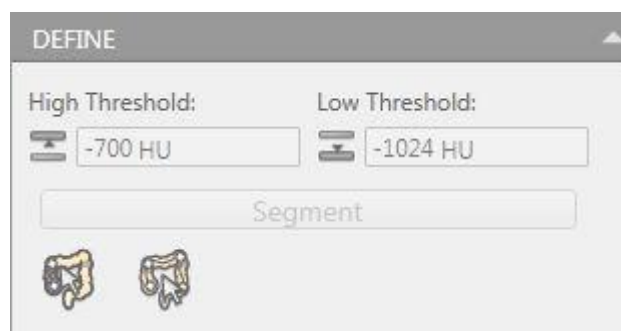 DEFINE
High Threshold: Low Threshold:
-700 HU -1024 HU
Segment